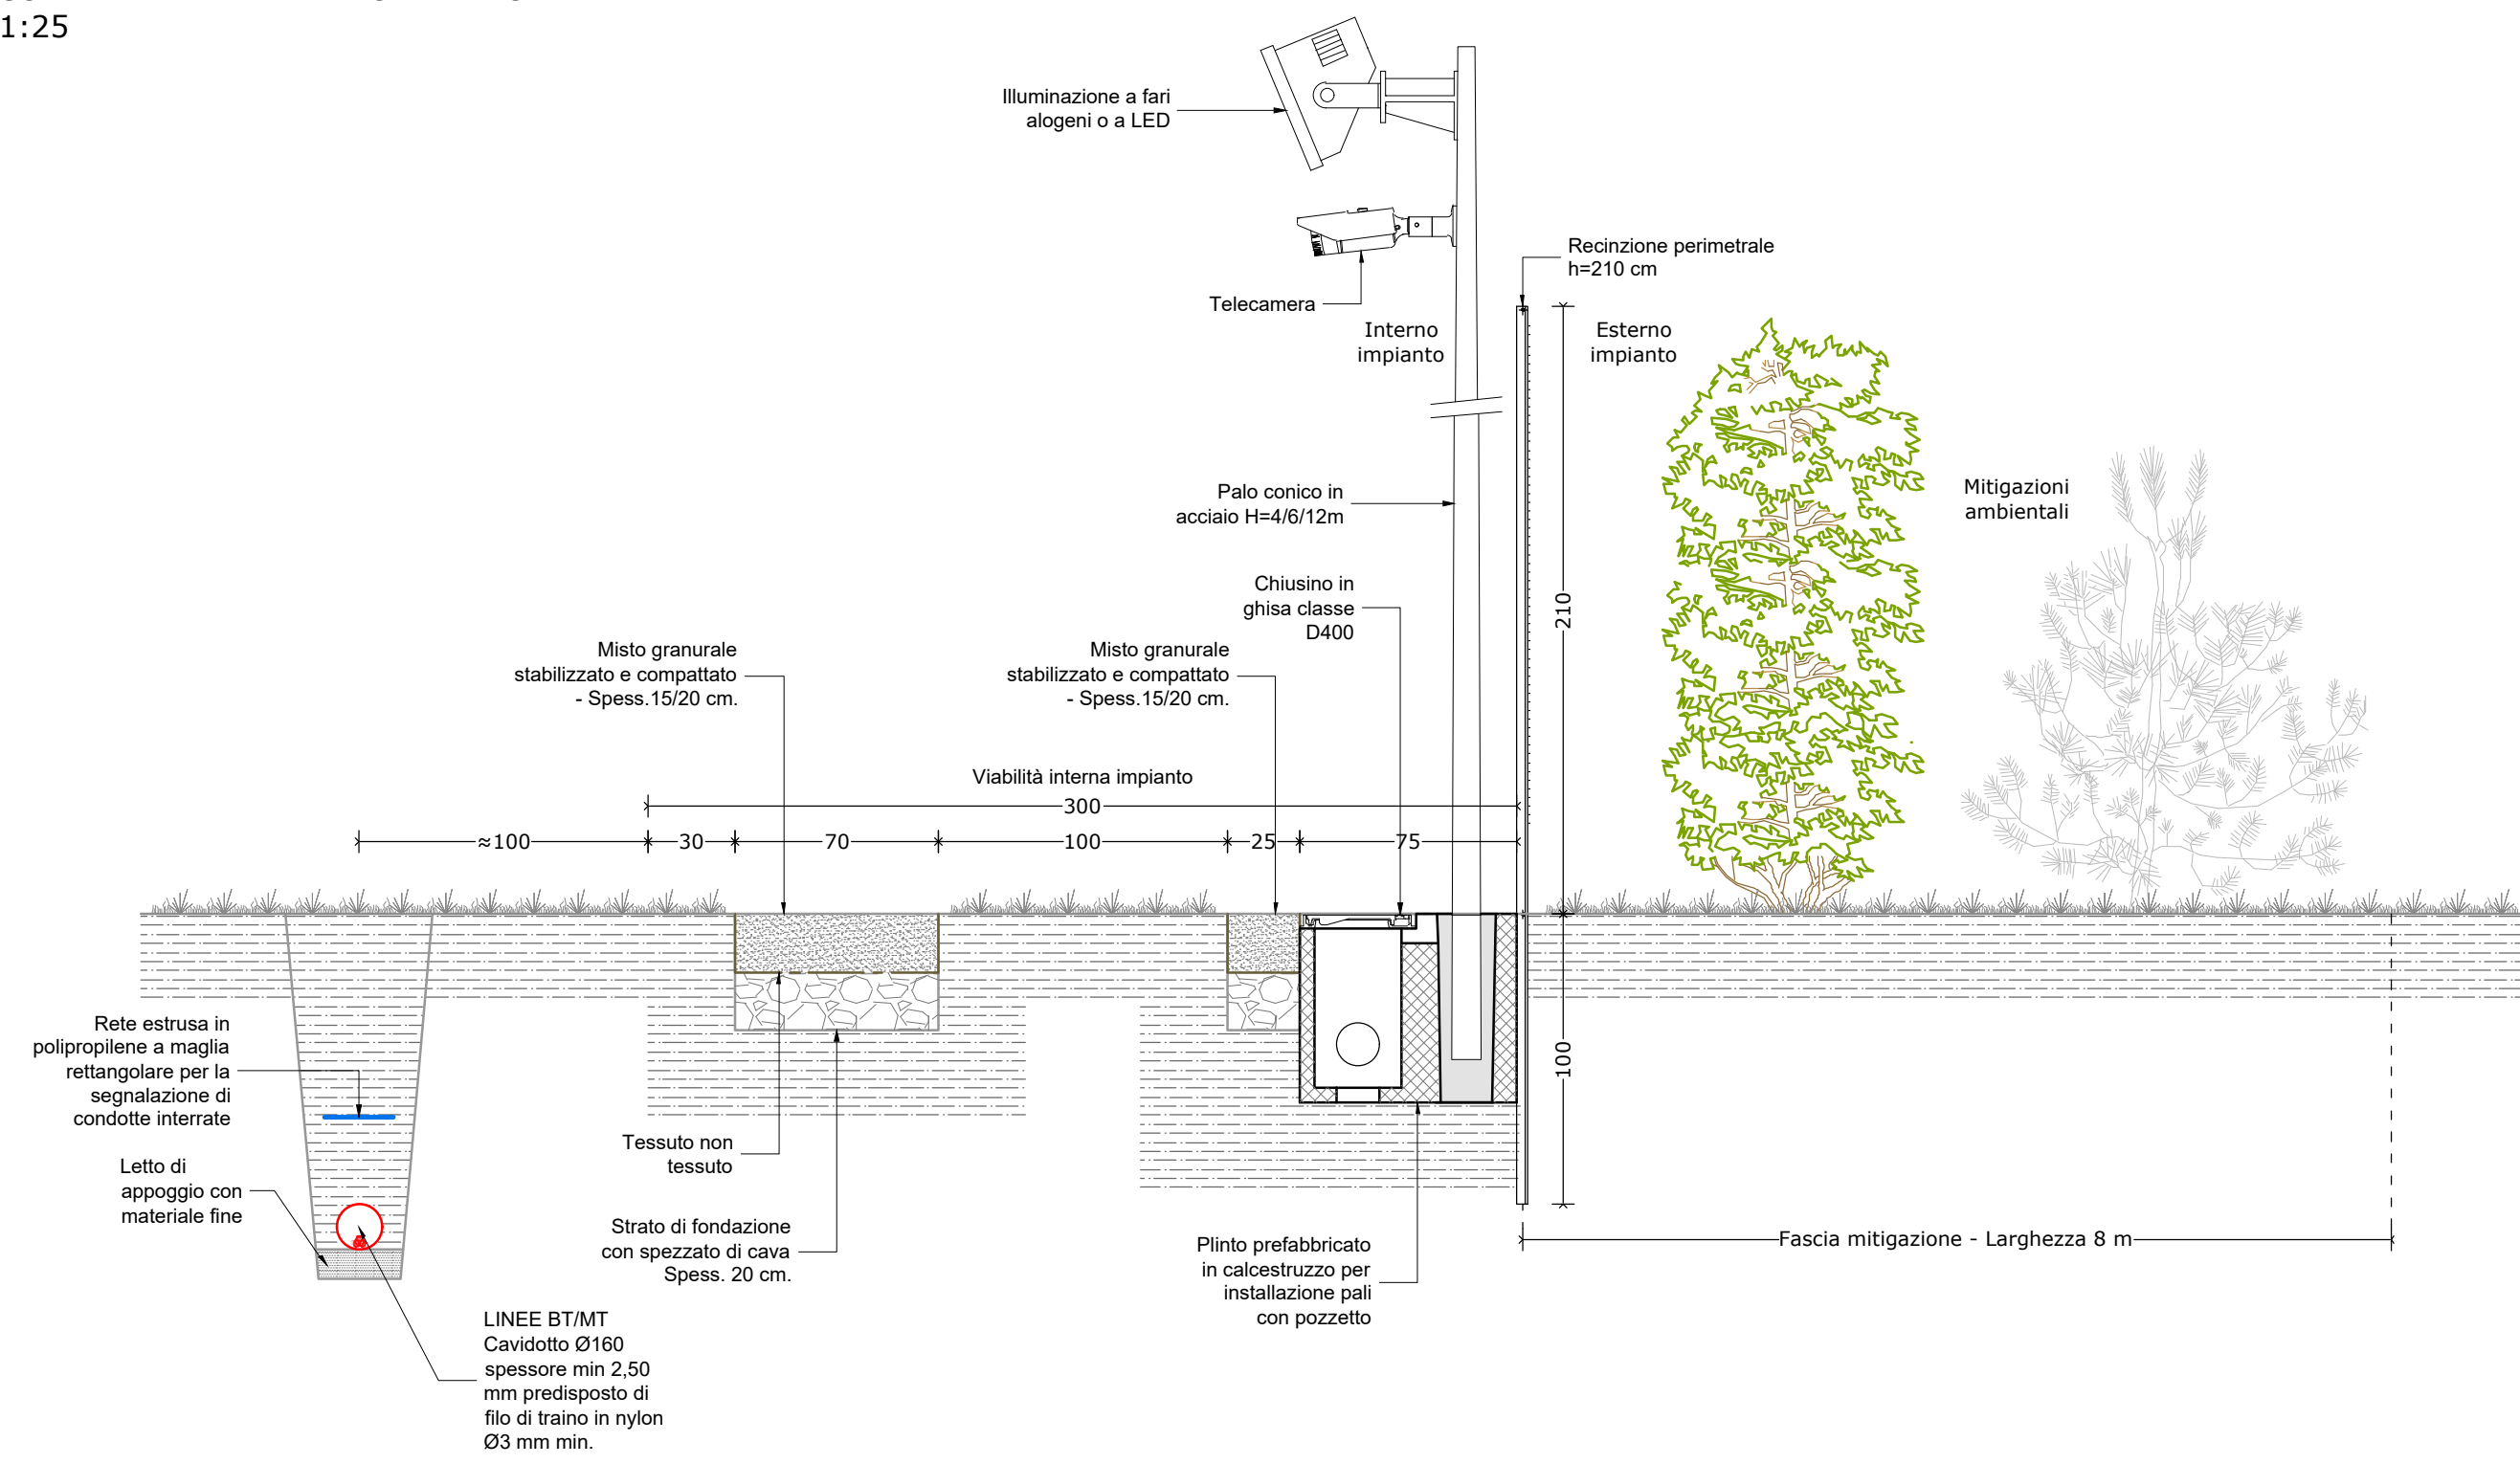 1:25
Illuminazione a fari
alogeni o a LED
Telecamera
Recinzione perimetrale
h=210 cm
Interno
impianto
Esterno
impianto
Palo conico in
acciaio H=4/6/12m
Mitigazioni
ambientali
Chiusino in
ghisa classe
D400
210
Misto granurale
stabilizzato e compattato
- Spess.15/20 cm.
Misto granurale
stabilizzato e compattato
- Spess.15/20 cm.
Viabilità interna impianto
300
≈100
30
70
100
25
75
Rete estrusa in
polipropilene a maglia
rettangolare per la
segnalazione di
condotte interrate
100
Tessuto non
tessuto
Letto di
appoggio con
materiale fine
Strato di fondazione
con spezzato di cava
Spess. 20 cm.
Plinto prefabbricato
in calcestruzzo per
installazione pali
con pozzetto
Fascia mitigazione - Larghezza 8 m
LINEE BT/MT
Cavidotto Ø160
spessore min 2,50
mm predisposto di
filo di traino in nylon
Ø3 mm min.